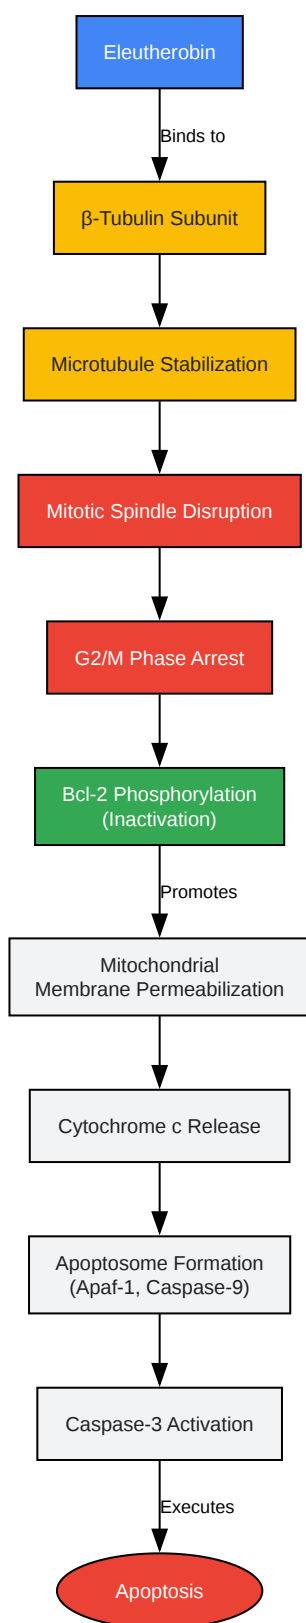 Eleutherobin
Binds to
β-Tubulin Subunit
Microtubule Stabilization
Mitotic Spindle Disruption
G2/M Phase Arrest
Bcl-2 Phosphorylation
(Inactivation)
Promotes
Mitochondrial
Membrane Permeabilization
Cytochrome c Release
Apoptosome Formation
(Apaf-1, Caspase-9)
Caspase-3 Activation
Executes
Apoptosis